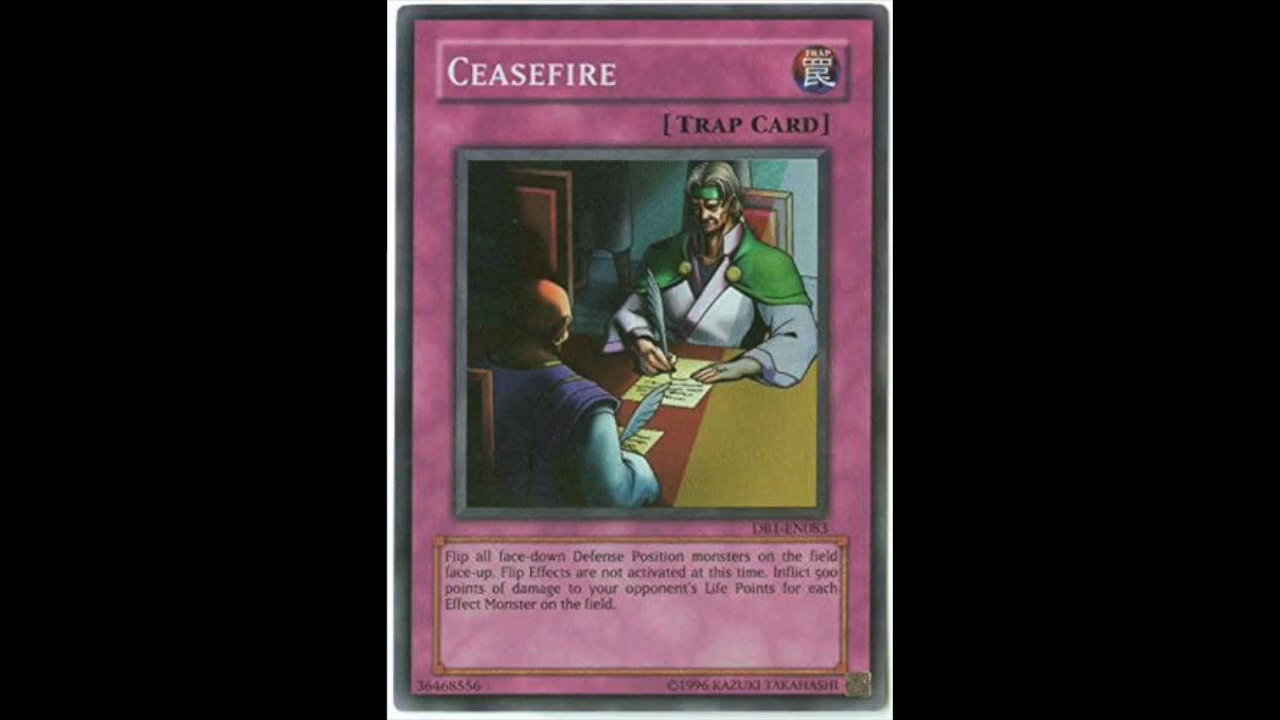 CEASEFIRE
TRAP
罠
[TRAP CARD]
DB1-EN083
Flip all face-down Defense Position monsters on the field
face-up. Flip Effects are not activated at this time. Inflict 500
points of damage to your opponent's Life Points for each
Effect Monster on the field.
36468556
©1996 KAZUKI TAKAHASHI